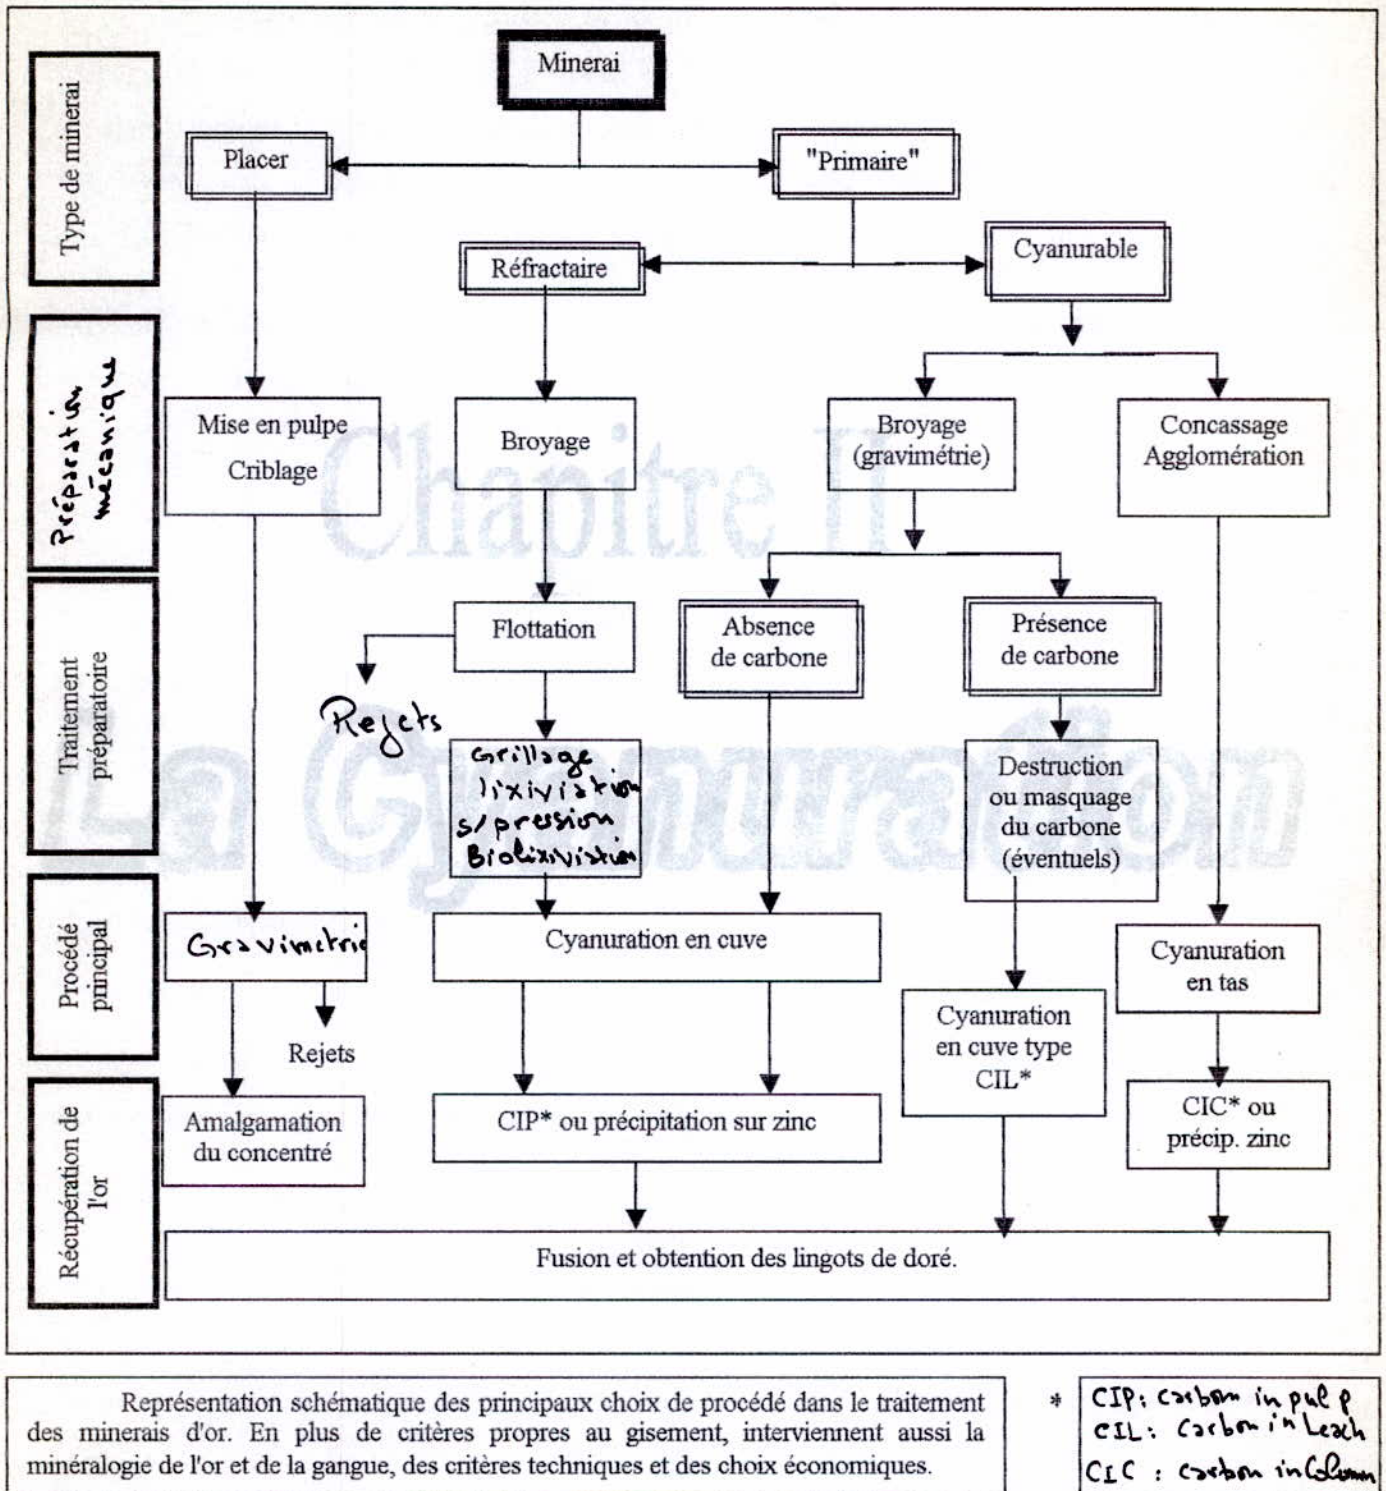 Minerai
Type de minerai
Placer
"Primaire"
Réfractaire
Cyanurable
Préparation
mécanique
Mise en pulpe
Criblage
Broyage
Broyage
(gravimétrie)
Concassage
Agglomération
Chapitre II
Traitement
préparatoire
Flottation
Absence
de carbone
Présence
de carbone
Rejets
La Cyanuration
Grillage
lixiviation
s/pression
Biolixiviation
Destruction
ou masquage
du carbone
(éventuels)
Procédé
principal
Gravimetrie
Cyanuration en cuve
Cyanuration
en tas
Rejets
Cyanuration
en cuve type
CIL*
Récupération de
l'or
Amalgamation
du concentré
CIP* ou précipitation sur zinc
CIC* ou
précip. zinc
Fusion et obtention des lingots de doré.
Représentation schématique des principaux choix de procédé dans le traitement
des minerais d'or. En plus de critères propres au gisement, interviennent aussi la
minéralogie de l'or et de la gangue, des critères techniques et des choix économiques.
* CIP: carbon in pulp
CIL: Carbon in Leach
CIC : carbon in Column